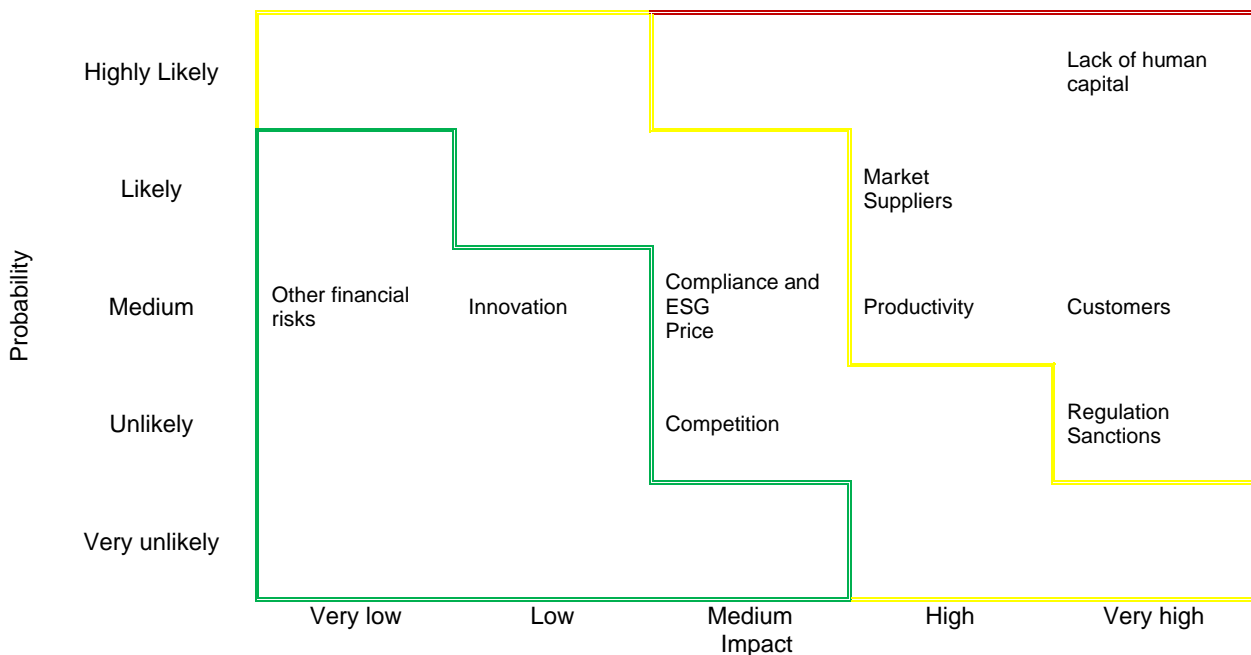 Probability
Highly Likely
Lack of human
capital
Likely
Market
Suppliers
Medium
Other financial
risks
Innovation
Compliance and
ESG
Price
Productivity
Customers
Unlikely
Competition
Regulation
Sanctions
Very unlikely
Very low
Low
Medium
High
Very high
Impact